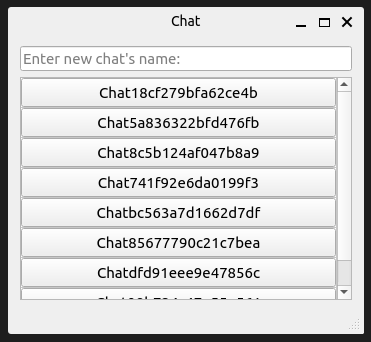 Chat
Enter new chat's name:
Chat18cf279bfa62ce4b
Chat5a836322bfd476fb
Chat8c5b124af047b8a9
Chat741f92e6da0199f3
Chatbc563a7d1662d7df
Chat85677790c21c7bea
Chatdfd91eee9e47856c